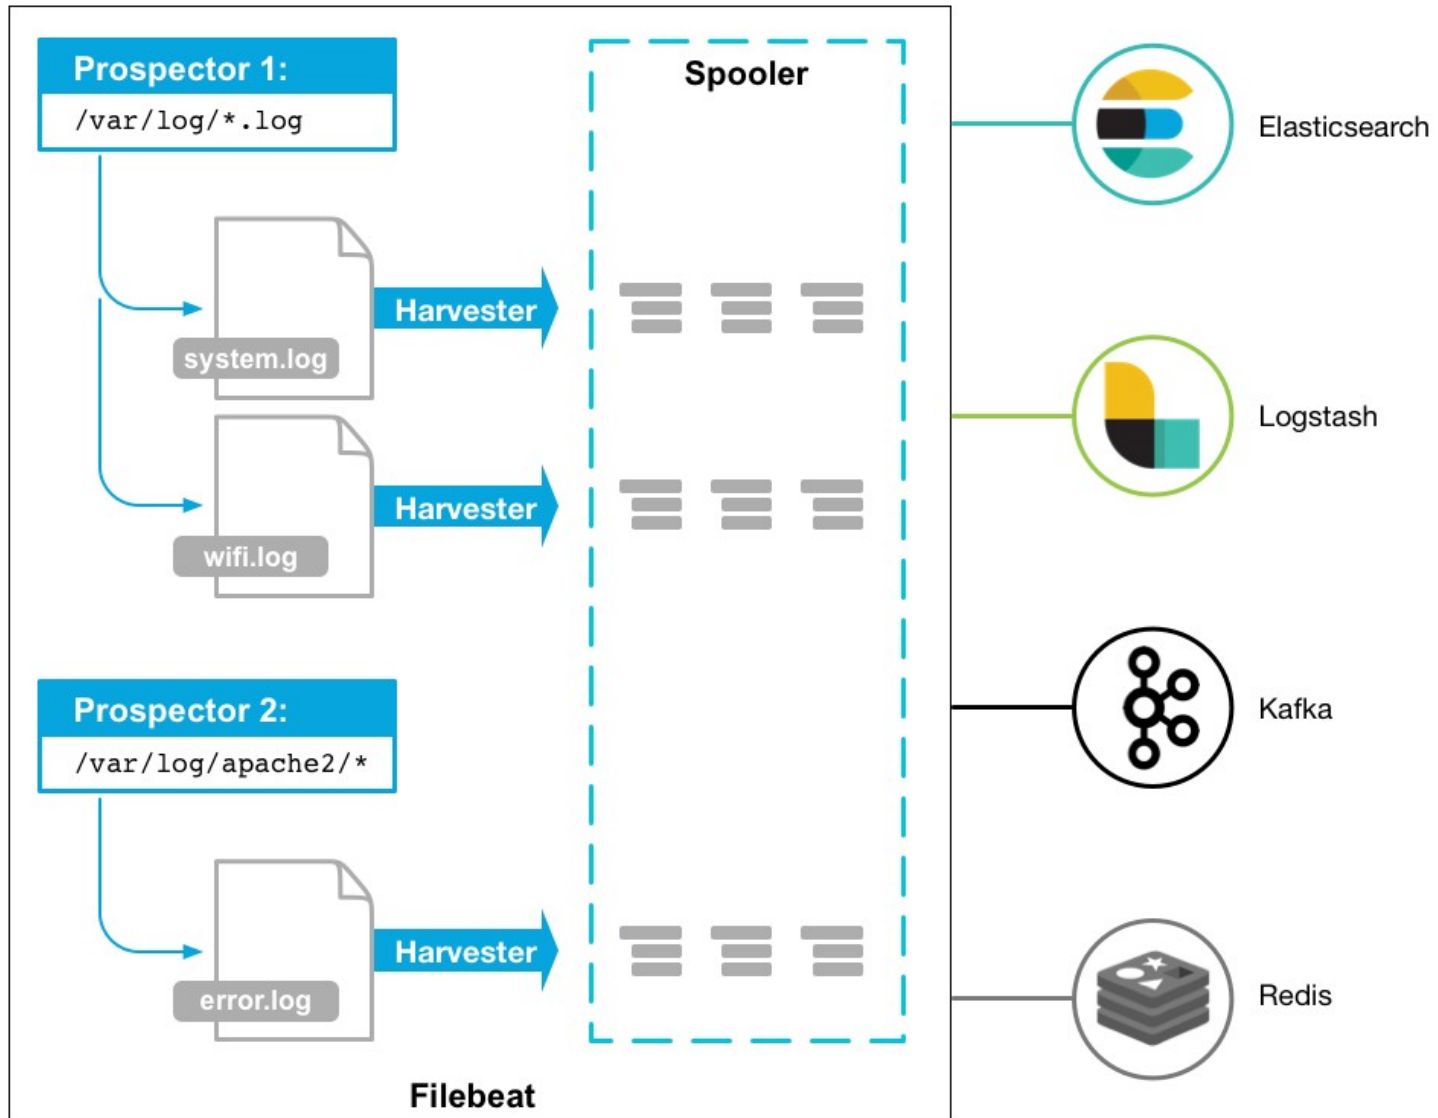 Prospector 1:
/var/log/*.log
system.log
Harvester
wifi.log
Harvester
Prospector 2:
/var/log/apache2/*
error.log
Harvester
Spooler
Filebeat
Elasticsearch
Logstash
Kafka
Redis